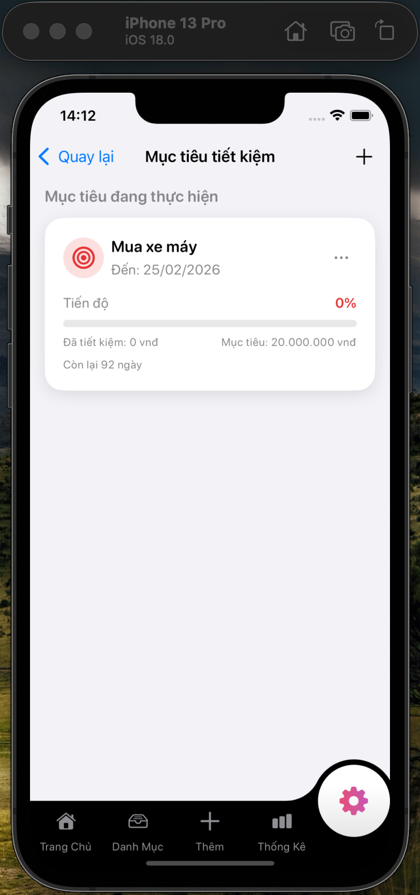 iPhone 13 Pro
iOS 18.0
14:12
Quay lại
Mục tiêu tiết kiệm
Mục tiêu đang thực hiện
Mua xe máy
Đến: 25/02/2026
Tiến độ 0%
Đã tiết kiệm: 0 vnđ Mục tiêu: 20.000.000 vnđ
Còn lại 92 ngày
Trang Chủ Danh Mục Thêm Thống Kê